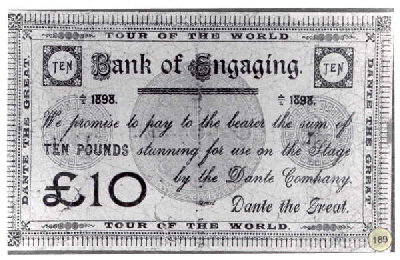 TOUR OF THE WORLD
DANTE THE GREAT.
TEN
Bank of Engaging.
TEN
DANTE THE GREAT
1898.
1898.
We promise to pay to the bearer the sum of
TEN POUNDS stunning for use on the Stage
£10 by the Dante Company.
Dante the Great.
TOUR OF THE WORLD.
189